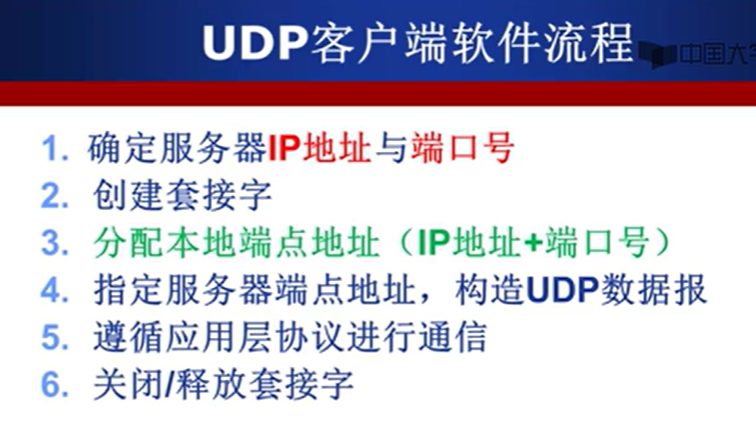 UDP客户端软件流程
中国大学
1. 确定服务器IP地址与端口号
2. 创建套接字
3. 分配本地端点地址（IP地址+端口号）
4. 指定服务器端点地址，构造UDP数据报
5. 遵循应用层协议进行通信
6. 关闭/释放套接字